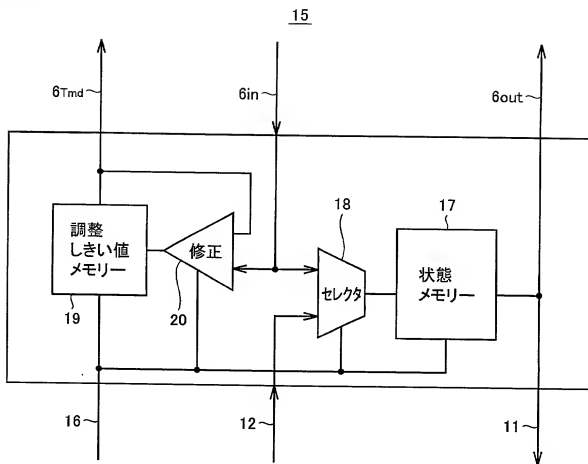 15
6Tmd
6in
6out
18
17
調整
しきい値
メモリー
修正
セレクタ
状態
メモリー
19
20
16
12
11